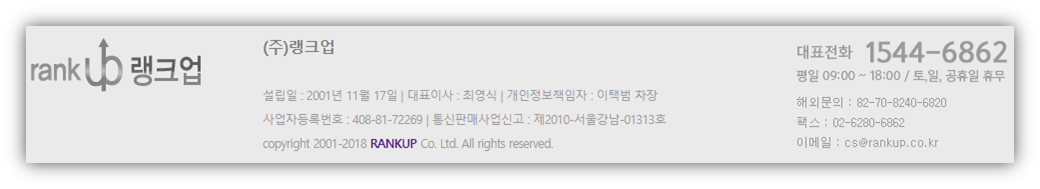 rankup 랭크업
(주)랭크업
설립일 : 2001년 11월 17일 | 대표이사 : 최영식 | 개인정보책임자 : 이택범 차장
사업자등록번호 : 408-81-72269 | 통신판매사업신고 : 제2010-서울강남-01313호
copyright 2001-2018 RANKUP Co. Ltd. All rights reserved.
대표전화 1544-6862
평일 09:00 ~ 18:00 / 토,일, 공휴일 휴무
해외문의 : 82-70-8240-6820
팩스 : 02-6280-6862
이메일 : cs@rankup.co.kr